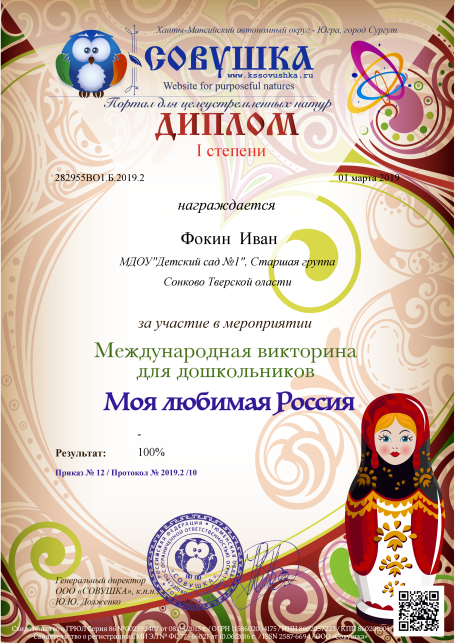 Ханты-Мансийский автономный округ - Югра, город Сургут
СОВУШКА
www.kssovushka.ru
Website for purposeful natures
Портал для целеустремленных натур
ДИПЛОМ
I степени
282955ВО1.Б.2019.2
01 марта 2019
награждается
Фокин Иван
МДОУ"Детский сад №1", Старшая группа
Сонково Тверской оласти
за участие в мероприятии
Международная викторина
для дошкольников
Моя любимая Россия
-
Результат: 100%
Приказ № 12 / Протокол № 2019.2 /10
Генеральный директор
ООО «СОВУШКА», к.п.н.
Ю.Ю. Долженко
СОВУШКА